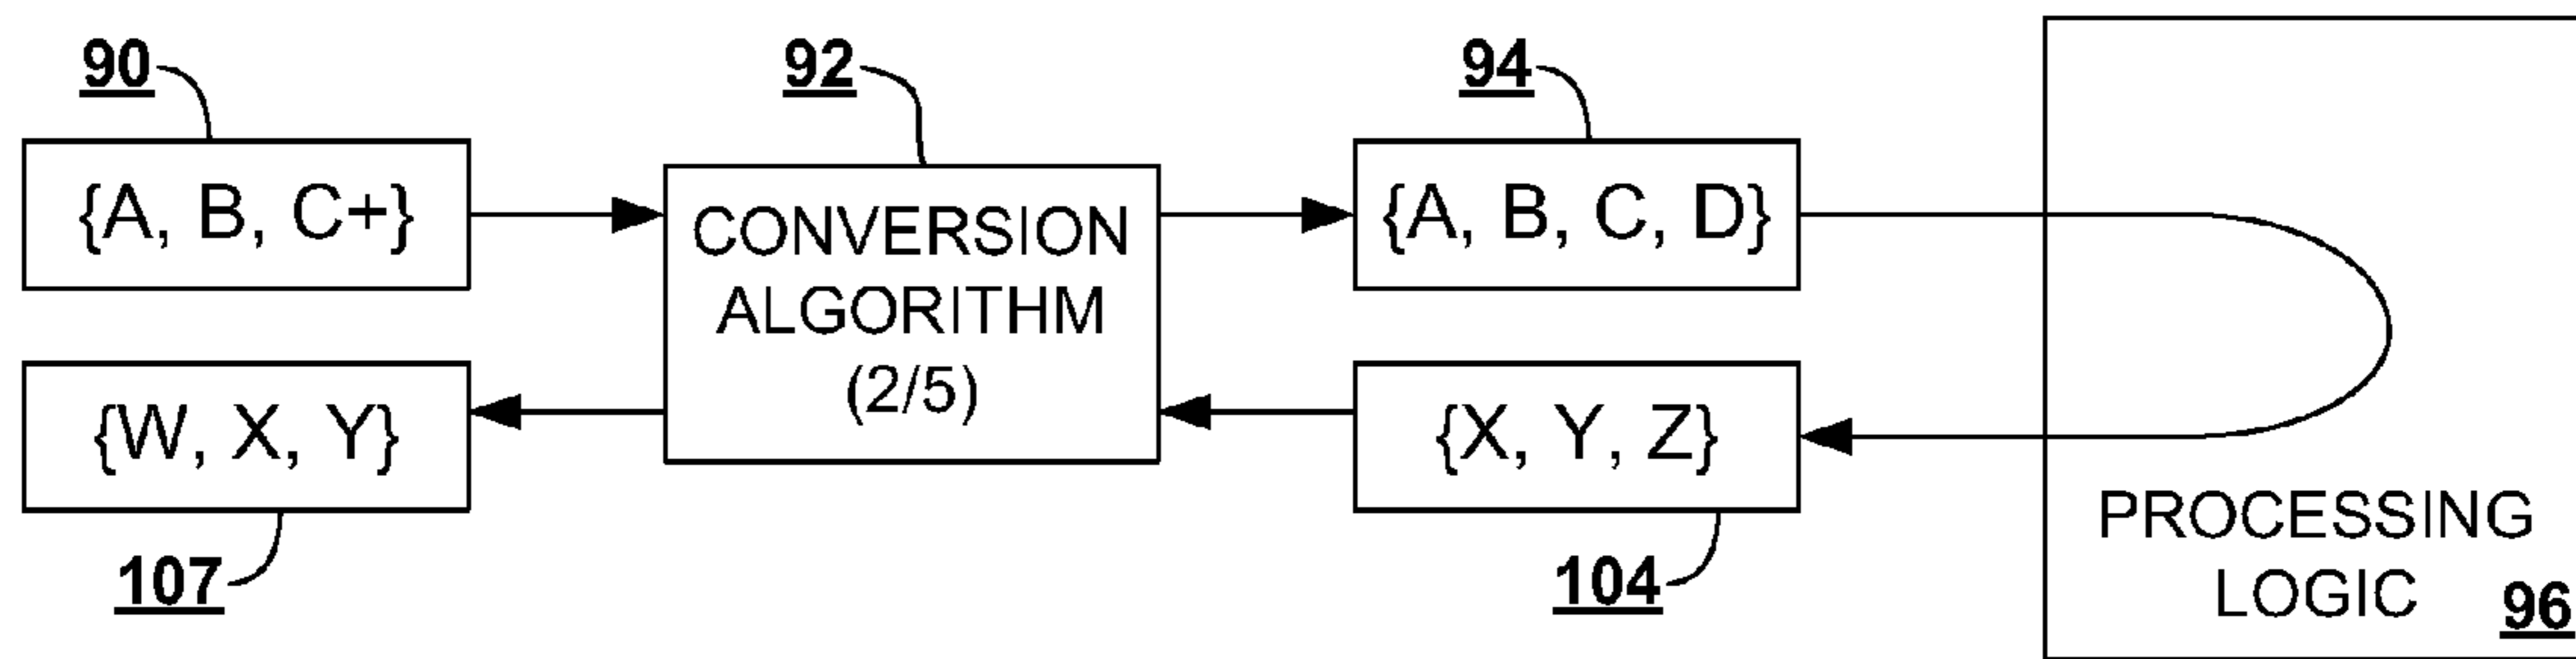 90
92
94
{A, B, C+}
CONVERSION
ALGORITHM
(2/5)
{A, B, C, D}
{W, X, Y}
{X, Y, Z}
107
104
PROCESSING
LOGIC
96